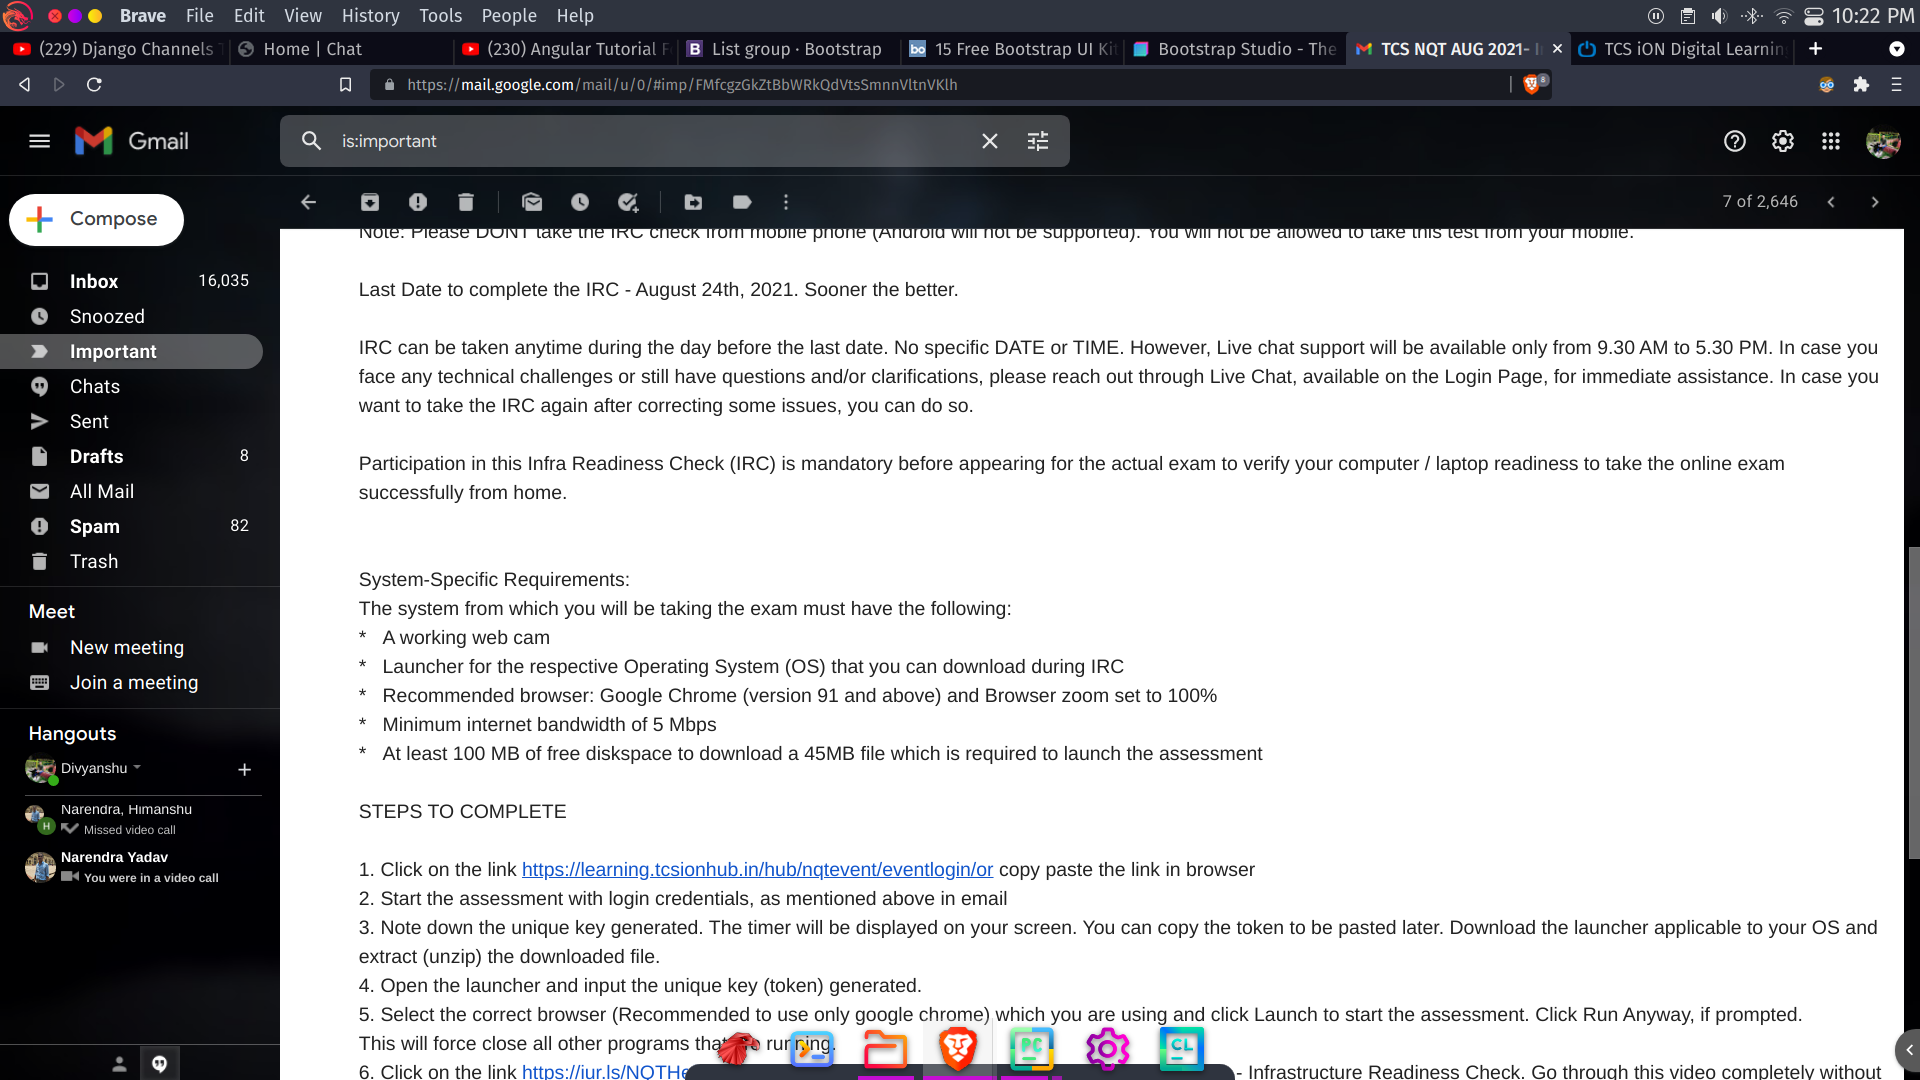 Brave File Edit View History Tools People Help 10:22 PM
(229) Django Channels
Home | Chat
(230) Angular Tutorial F
B List group · Bootstrap
bo 15 Free Bootstrap UI Kit
Bootstrap Studio - The
TCS NQT AUG 2021- I
TCS iON Digital Learnin
https://mail.google.com/mail/u/0/#imp/FMfcgzGkZtBbWRkQdVtsSmnnVltnVKlh
8
Gmail
is:important
Compose
7 of 2,646
Inbox 16,035
Snoozed
Important
Chats
Sent
Drafts 8
All Mail
Spam 82
Trash
Meet
New meeting
Join a meeting
Hangouts
Divyanshu
Narendra, Himanshu
H
Missed video call
Narendra Yadav
You were in a video call
Note: Please DONT take the IRC check from mobile phone (Android will not be supported). You will not be allowed to take this test from your mobile.
Last Date to complete the IRC - August 24th, 2021. Sooner the better.
IRC can be taken anytime during the day before the last date. No specific DATE or TIME. However, Live chat support will be available only from 9.30 AM to 5.30 PM. In case you
face any technical challenges or still have questions and/or clarifications, please reach out through Live Chat, available on the Login Page, for immediate assistance. In case you
want to take the IRC again after correcting some issues, you can do so.
Participation in this Infra Readiness Check (IRC) is mandatory before appearing for the actual exam to verify your computer / laptop readiness to take the online exam
successfully from home.
System-Specific Requirements:
The system from which you will be taking the exam must have the following:
* A working web cam
* Launcher for the respective Operating System (OS) that you can download during IRC
* Recommended browser: Google Chrome (version 91 and above) and Browser zoom set to 100%
* Minimum internet bandwidth of 5 Mbps
* At least 100 MB of free diskspace to download a 45MB file which is required to launch the assessment
STEPS TO COMPLETE
1. Click on the link https://learning.tcsionhub.in/hub/nqtevent/eventlogin/or copy paste the link in browser
2. Start the assessment with login credentials, as mentioned above in email
3. Note down the unique key generated. The timer will be displayed on your screen. You can copy the token to be pasted later. Download the launcher applicable to your OS and
extract (unzip) the downloaded file.
4. Open the launcher and input the unique key (token) generated.
5. Select the correct browser (Recommended to use only google chrome) which you are using and click Launch to start the assessment. Click Run Anyway, if prompted.
This will force close all other programs that running.
PC
CL
6. Click on the link https://iur.ls/NQTHe - Infrastructure Readiness Check. Go through this video completely without